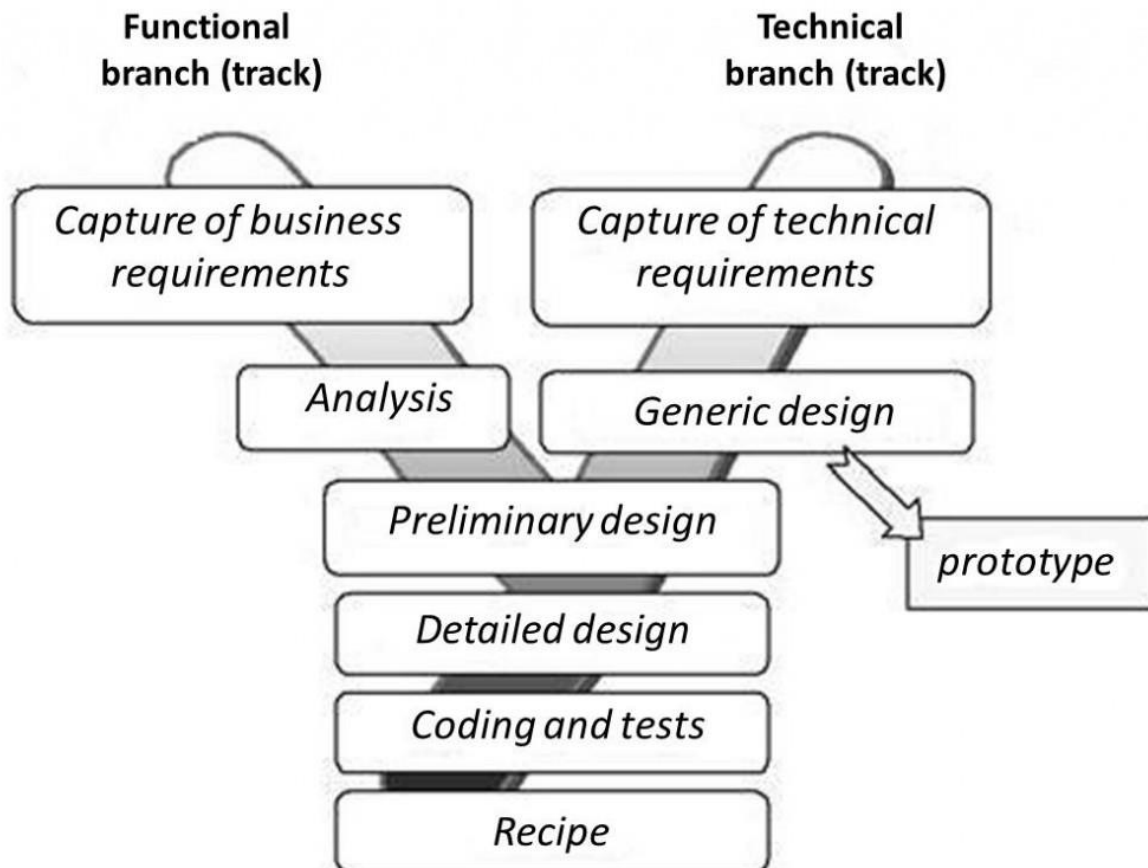 Functional
branch (track)
Technical
branch (track)
Capture of business
requirements
Capture of technical
requirements
Analysis
Generic design
Preliminary design
prototype
Detailed design
Coding and tests
Recipe